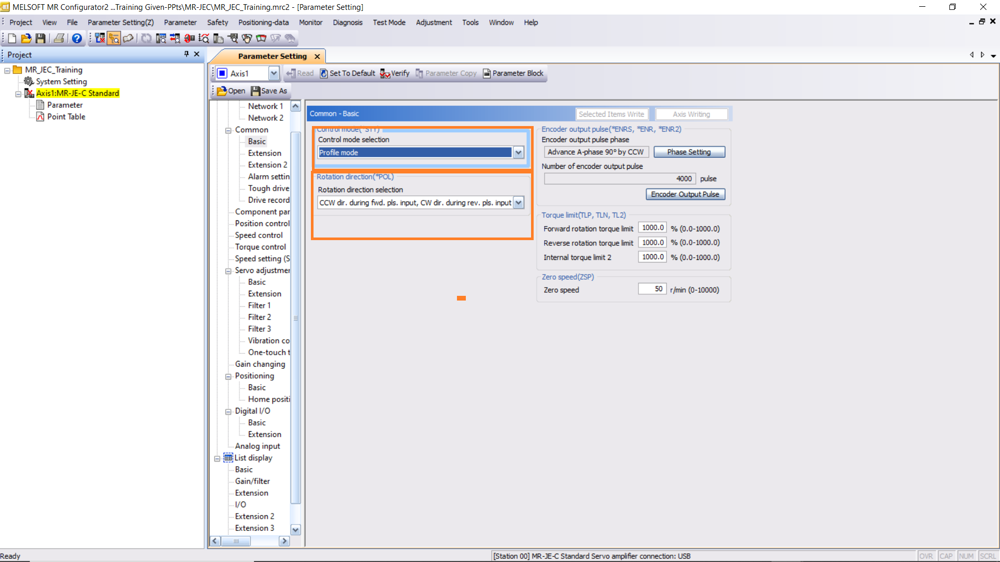 MELSOFT MR Configurator2 ...Training Given-PPts\MR-JEC\MR_JEC_Training.mrc2 - [Parameter Setting]
Project View File Parameter Setting(Z) Parameter Safety Positioning-data Monitor Diagnosis Test Mode Adjustment Tools Window Help
Project
MR_JEC_Training
System Setting
Axis1:MR-JE-C Standard
Parameter
Point Table
Parameter Setting
Axis1 Read Set To Default Verify Parameter Copy Parameter Block
Open Save As
Network 1
Network 2
Common
Basic
Extension
Extension 2
Alarm settin
Tough drive
Drive record
Component par
Position control
Speed control
Torque control
Speed setting (S
Servo adjustmer
Basic
Extension
Filter 1
Filter 2
Filter 3
Vibration co
One-touch t
Gain changing
Positioning
Basic
Home positi
Digital I/O
Basic
Extension
Analog input
List display
Basic
Gain/filter
Extension
I/O
Extension 2
Extension 3
Common - Basic
Selected Items Write Axis Writing
Control mode(*STY)
Control mode selection
Profile mode
Rotation direction(*POL)
Rotation direction selection
CCW dir. during fwd. pls. input, CW dir. during rev. pls. input
Encoder output pulse(*ENRS, *ENR, *ENR2)
Encoder output pulse phase
Advance A-phase 90° by CCW Phase Setting
Number of encoder output pulse
4000 pulse
Encoder Output Pulse
Torque limit(TLP, TLN, TL2)
Forward rotation torque limit 1000.0 % (0.0-1000.0)
Reverse rotation torque limit 1000.0 % (0.0-1000.0)
Internal torque limit 2 1000.0 % (0.0-1000.0)
Zero speed(ZSP)
Zero speed 50 r/min (0-10000)
Ready
[Station 00] MR-JE-C Standard Servo amplifier connection: USB
OVR CAP NUM SCRL